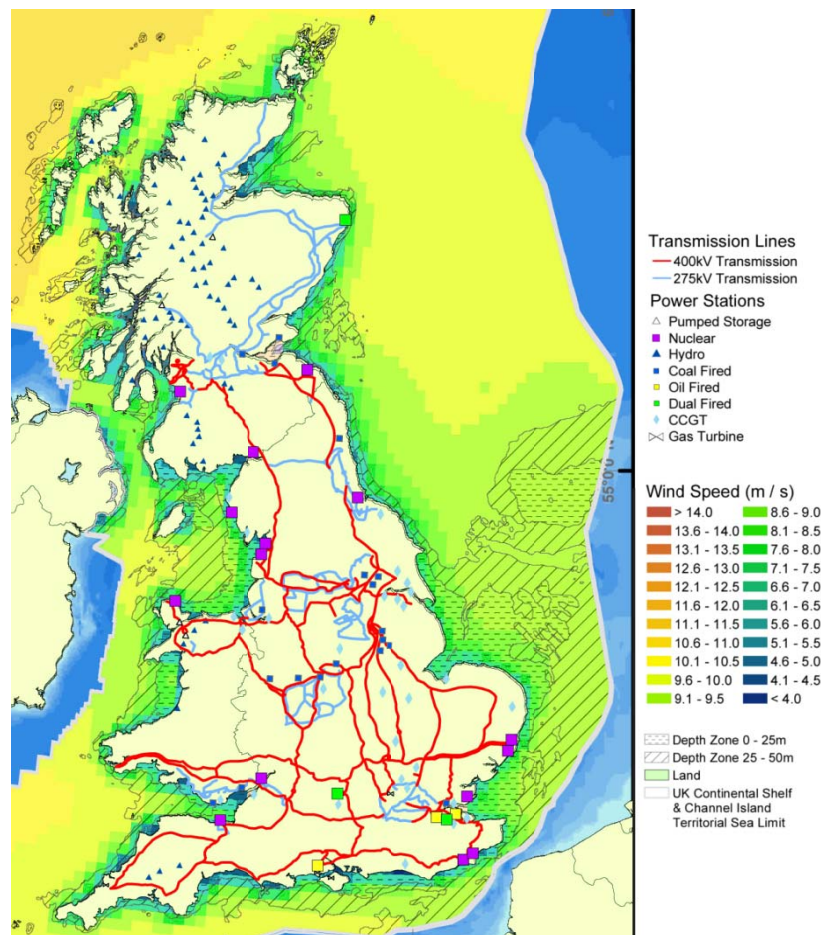 55°0'0"N
Transmission Lines
400kV Transmission
275kV Transmission
Power Stations
Pumped Storage
Nuclear
Hydro
Coal Fired
Oil Fired
Dual Fired
CCGT
Gas Turbine
Wind Speed (m / s)
> 14.0
13.6 - 14.0
13.1 - 13.5
12.6 - 13.0
12.1 - 12.5
11.6 - 12.0
11.1 - 11.5
10.6 - 11.0
10.1 - 10.5
9.6 - 10.0
9.1 - 9.5
8.6 - 9.0
8.1 - 8.5
7.6 - 8.0
7.1 - 7.5
6.6 - 7.0
6.1 - 6.5
5.6 - 6.0
5.1 - 5.5
4.6 - 5.0
4.1 - 4.5
< 4.0
Depth Zone 0 - 25m
Depth Zone 25 - 50m
Land
UK Continental Shelf
& Channel Island
Territorial Sea Limit